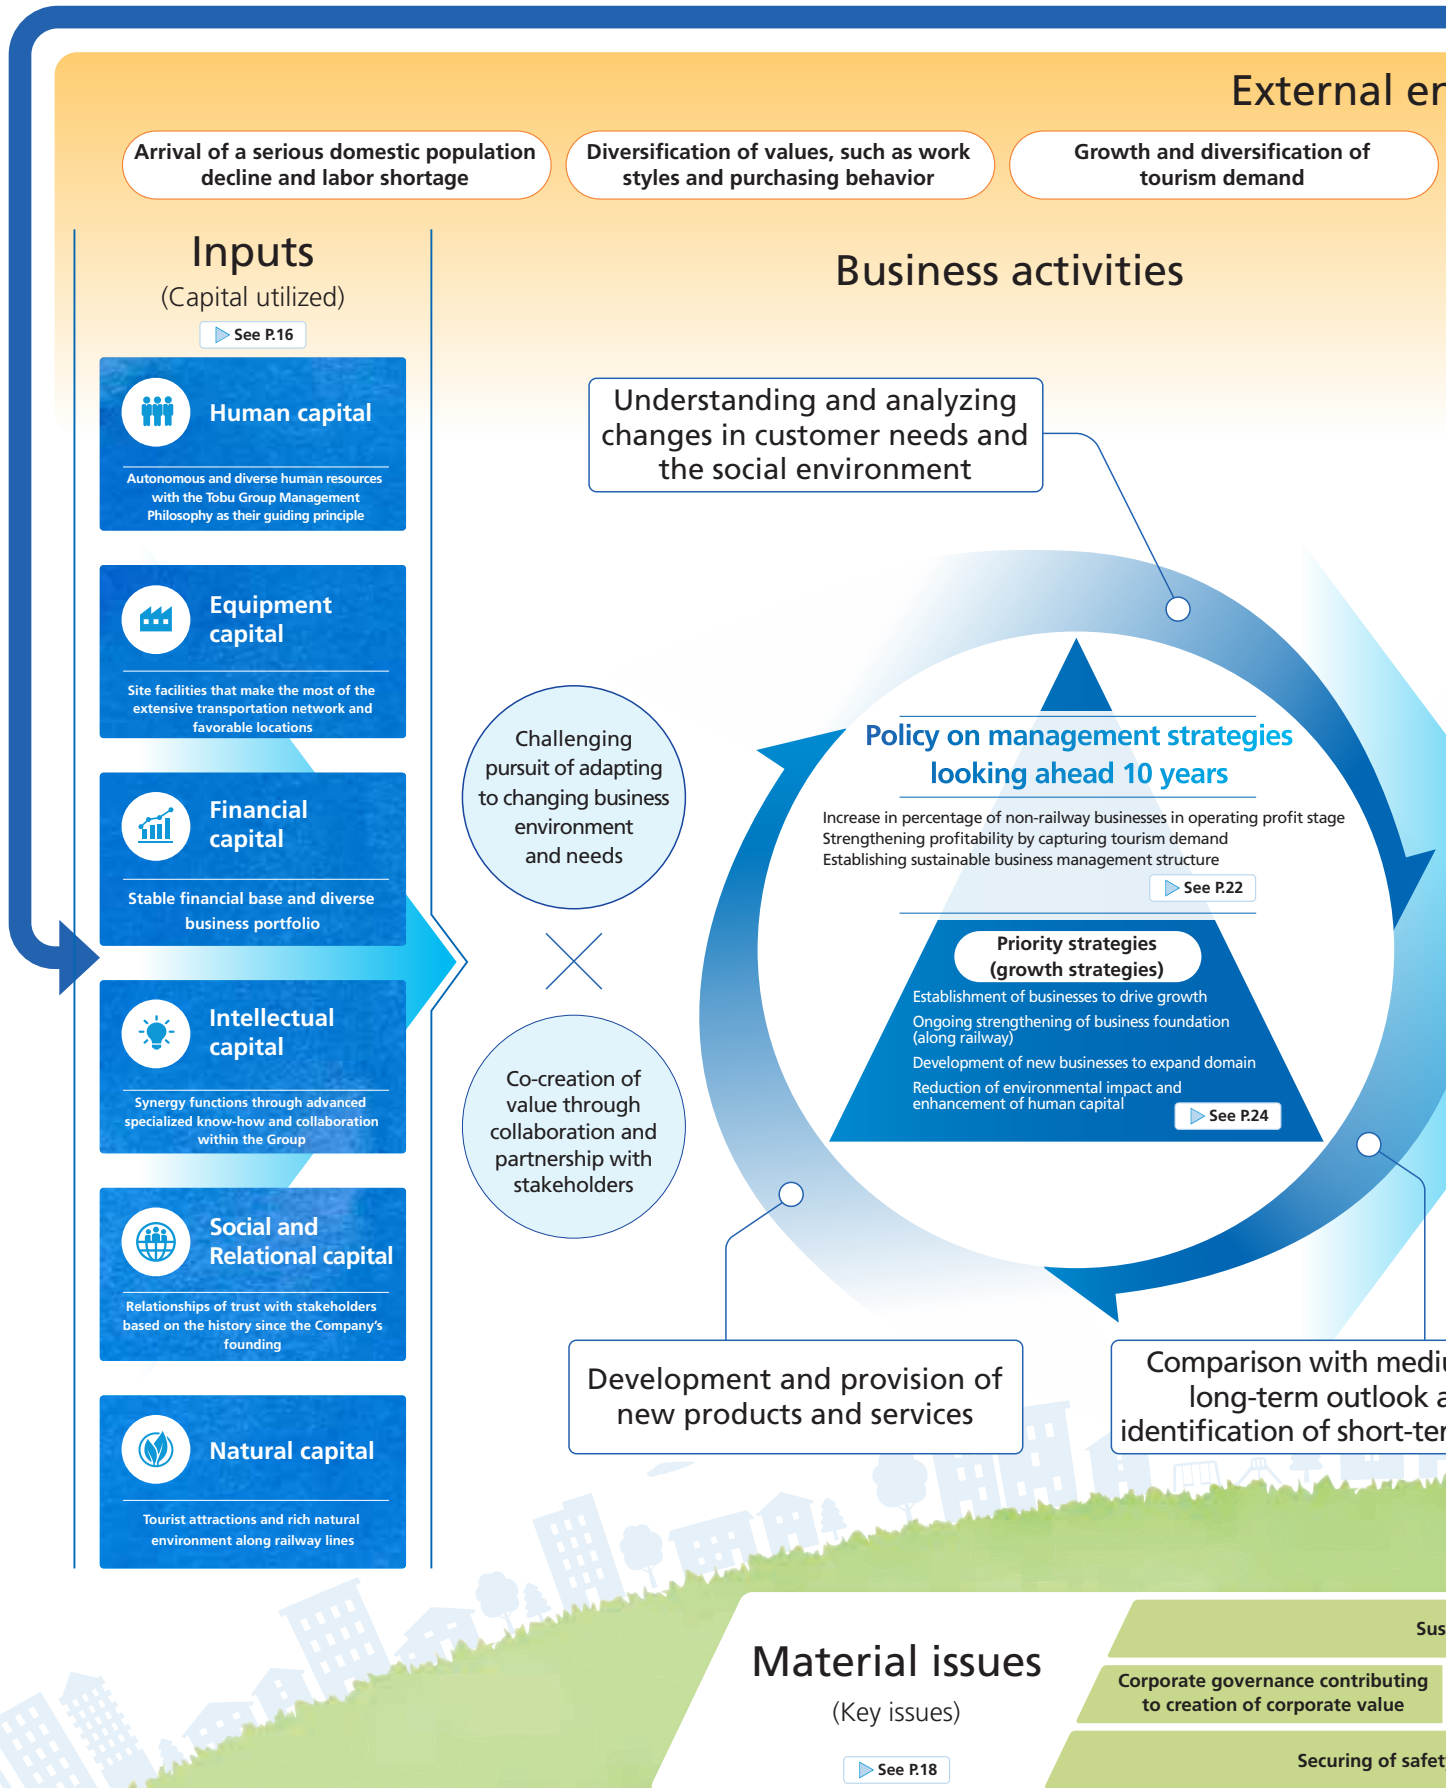 External
Arrival of a serious domestic population
decline and labor shortage
Diversification of values, such as work
styles and purchasing behavior
Growth and diversification of
tourism demand
Inputs
(Capital utilized)
See P.16
Human capital
Autonomous and diverse human resources
with the Tobu Group Management
Philosophy as their guiding principle
Equipment
capital
Site facilities that make the most of the
extensive transportation network and
favorable locations
Financial
capital
Stable financial base and diverse
business portfolio
Intellectual
capital
Synergy functions through advanced
specialized know-how and collaboration
within the Group
Social and
Relational capital
Relationships of trust with stakeholders
based on the history since the Company's
founding
Natural capital
Tourist attractions and rich natural
environment along railway lines
Business activities
Understanding and analyzing
changes in customer needs and
the social environment
Challenging
pursuit of adapting
to changing business
environment
and needs
Co-creation of
value through
collaboration and
partnership with
stakeholders
Policy on management strategies
looking ahead 10 years
Increase in percentage of non-railway businesses in operating profit stage
Strengthening profitability by capturing tourism demand
Establishing sustainable business management structure
See P.22
Priority strategies
(growth strategies)
Establishment of businesses to drive growth
Ongoing strengthening of business foundation
(along railway)
Development of new businesses to expand domain
Reduction of environmental impact and
enhancement of human capital
See P.24
Development and provision of
new products and services
Comparison with
long-term outlook
identification of
Material issues
(Key issues)
See P.18
Corporate governance contributing
to creation of corporate value
Securing of